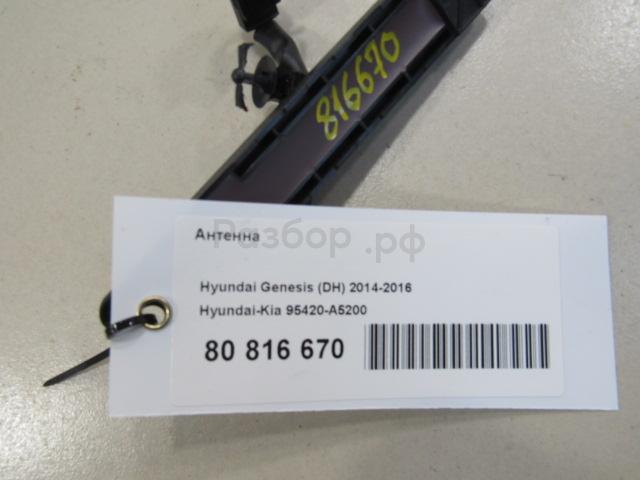 816670
Разбор.рф
Антенна
Hyundai Genesis (DH) 2014-2016
Hyundai-Kia 95420-A5200
80 816 670